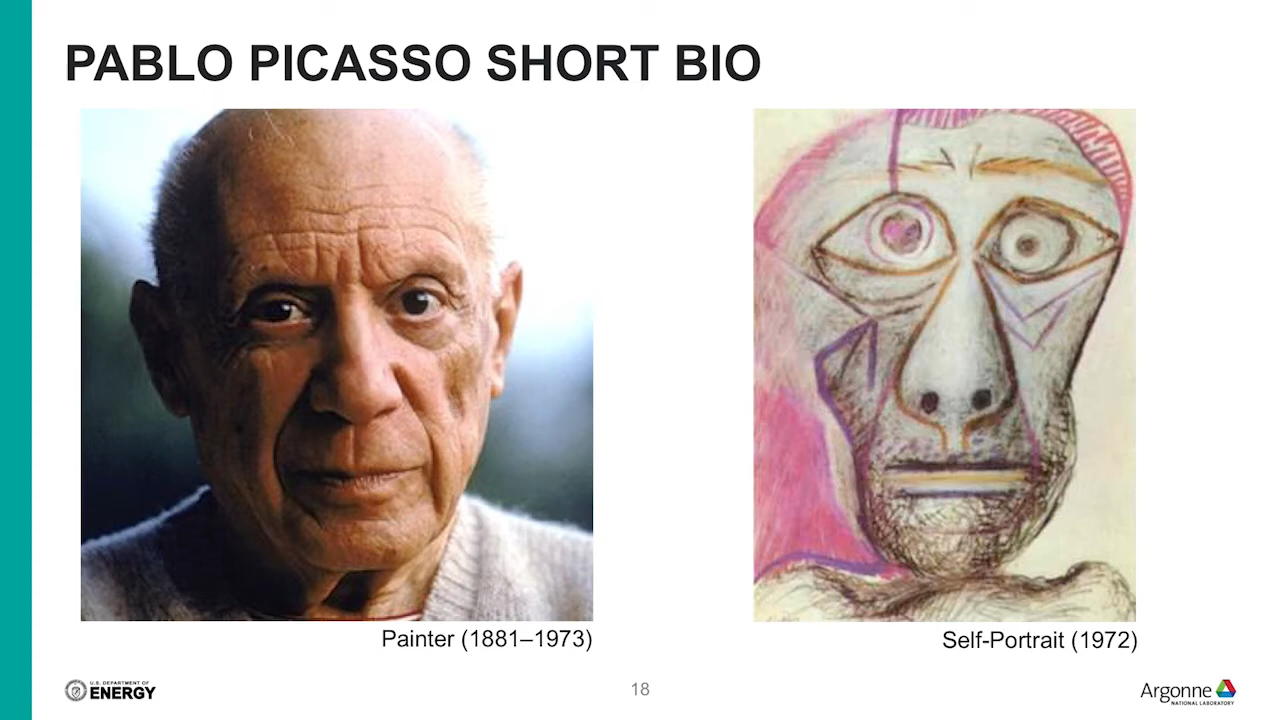 PABLO PICASSO SHORT BIO
Painter (1881–1973)
Self-Portrait (1972)
U.S. DEPARTMENT OF
ENERGY
18
Argonne
NATIONAL LABORATORY